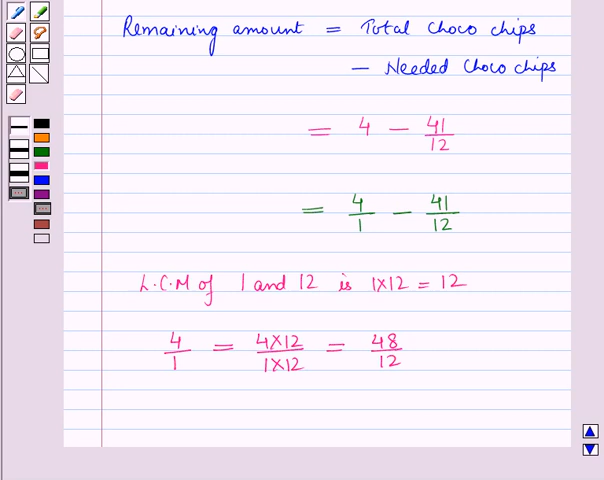 Remaining amount = Total Choco chips
- Needed Choco chips
= 4 - 41/12
= 4/1 - 41/12
L.C.M of 1 and 12 is 1×12 = 12
4/1 = 4×12/1×12 = 48/12